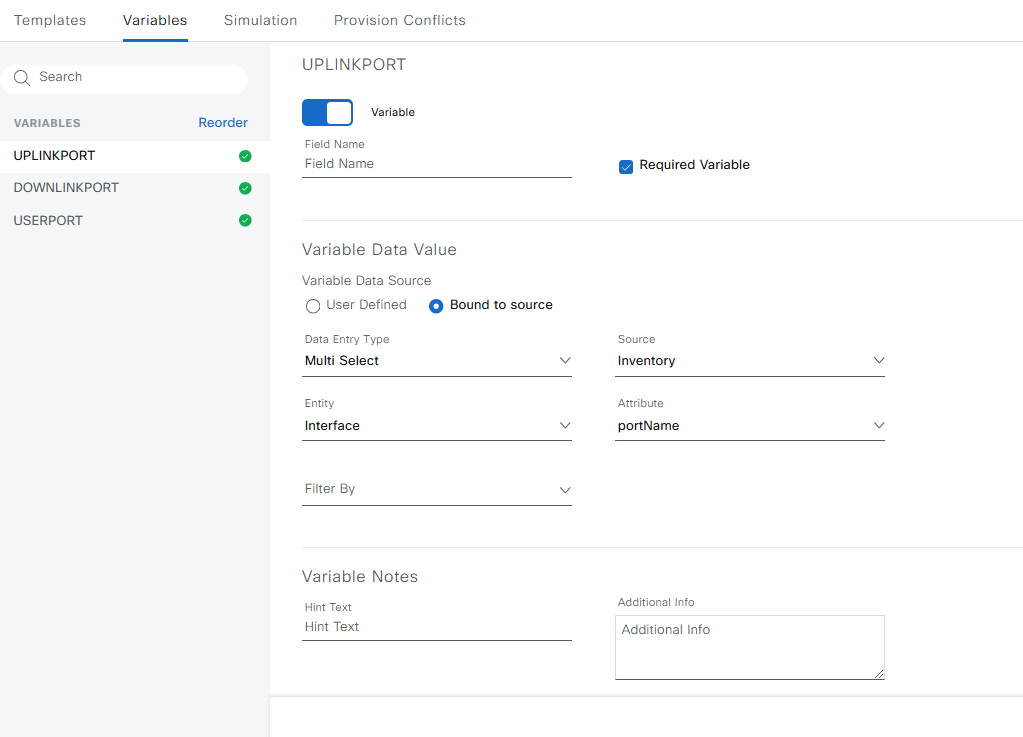 Templates Variables Simulation Provision Conflicts
Search
VARIABLES Reorder
UPLINKPORT
DOWNLINKPORT
USERPORT
UPLINKPORT
Variable
Field Name
Field Name
Required Variable
Variable Data Value
Variable Data Source
User Defined Bound to source
Data Entry Type Source
Multi Select Inventory
Entity Attribute
Interface portName
Filter By
Variable Notes
Hint Text Additional Info
Hint Text Additional Info